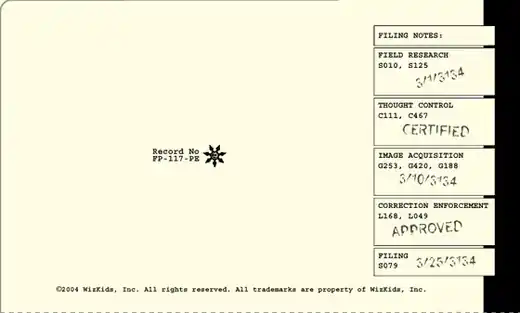 FILING NOTES:
FIELD RESEARCH
S010, S125
3/1/3134
THOUGHT CONTROL
C111, C467
CERTIFIED
Record No
FP-117-PE
IMAGE ACQUISITION
G253, G420, G188
3/10/3134
CORRECTION ENFORCEMENT
L168, L049
APPROVED
FILING
S079
3/25/3134
©2004 WizKids, Inc. All rights reserved. All trademarks are property of WizKids, Inc.